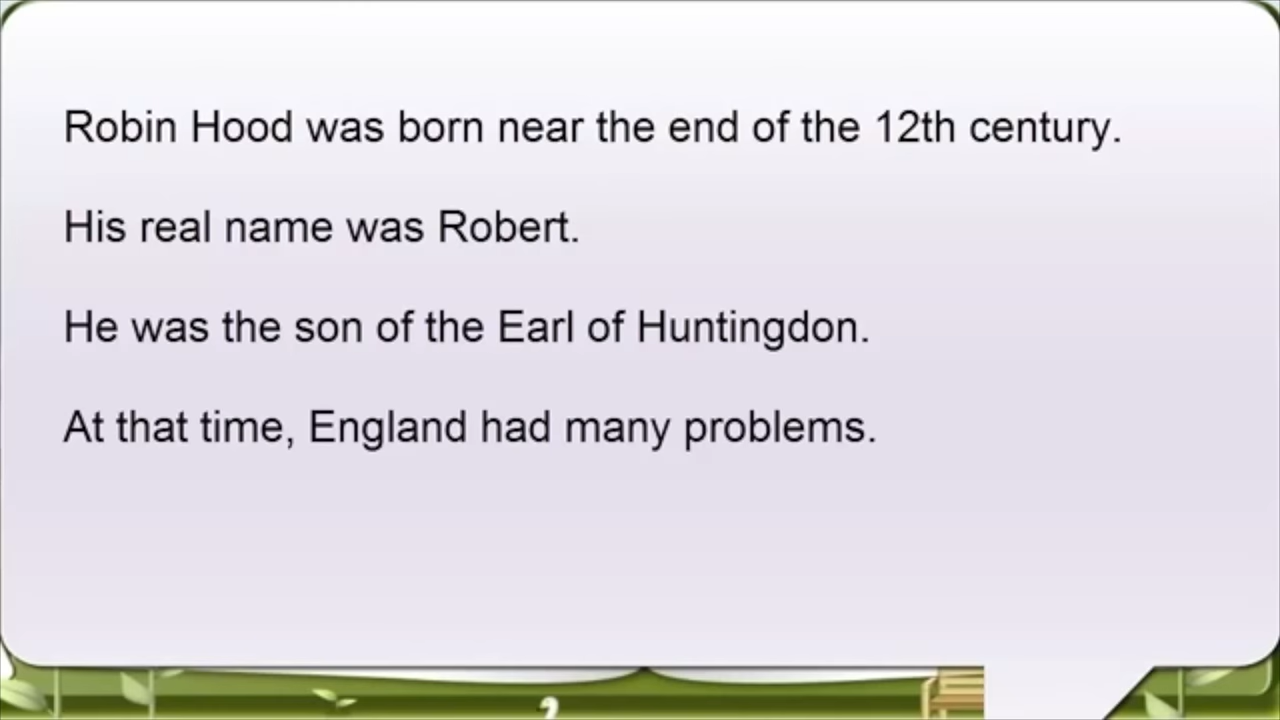 Robin Hood was born near the end of the 12th century.
His real name was Robert.
He was the son of the Earl of Huntingdon.
At that time, England had many problems.